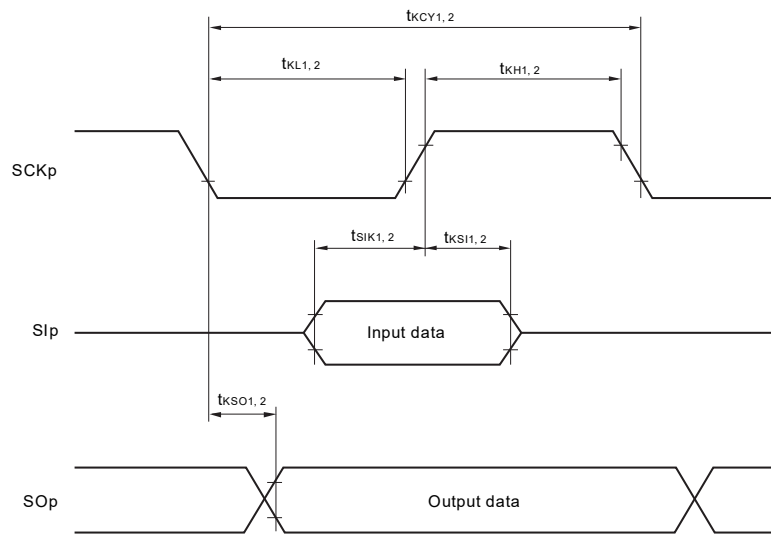 tKCY1, 2
tKL1, 2
tKH1, 2
SCKp
tSIK1, 2
tKSI1, 2
SIp
Input data
tKSO1, 2
SOp
Output data